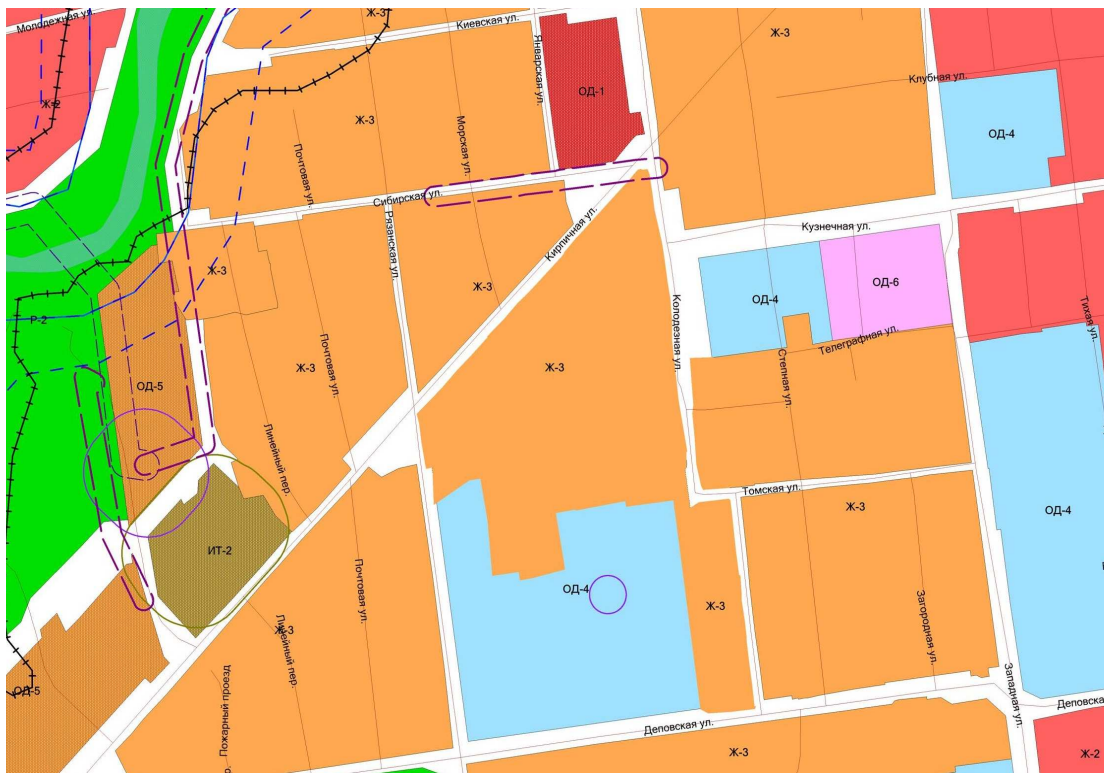 Молодежная ул.
Ж-3
Киевская ул.
Январская ул.
Ж-3
Клубная ул.
Ж-2
ОД-1
Ж-3
Морская ул.
ОД-4
Почтовая ул.
Сибирская ул.
Рязанская ул.
Кирпичная ул.
Кузнечная ул.
Ж-3
Ж-3
ОД-4
ОД-6
Колодезная ул.
Тихая ул.
Р-2
Почтовая ул.
Телеграфная ул.
Степная ул.
Ж-3
Ж-3
ОД-5
Линейный пер.
Томская ул.
Ж-3
ОД-4
ИТ-2
Почтовая ул.
ОД-4
Ж-3
Загородная ул.
Ж-3
Линейный пер.
ОД-5
Пожарный проезд
Западная ул.
Деповская ул.
Деповска
Ж-3
Ж-2